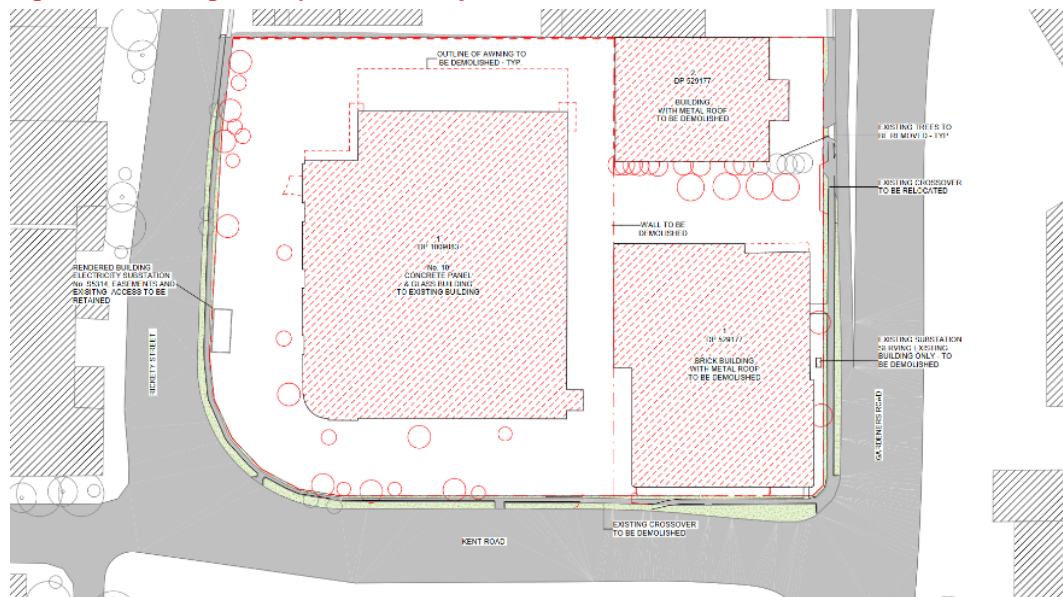 OUTLINE OF AWNING TO
BE DEMOLISHED - TYP.
2
DP 529177
BUILDING
WITH METAL ROOF
TO BE DEMOLISHED
EXISTING TREES TO
BE REMOVED - TYP
EXISTING CROSSOVER
TO BE RELOCATED
WALL TO BE
DEMOLISHED
1
DP
No. 10
CONCRETE PANEL
& GLASS BUILDING
TO EXISTING BUILDING
RENDERED BUILDING
ELECTRICITY SUBSTATION
No. S5314, EASEMENTS AND
EXISITNG ACCESS TO BE
RETAINED
RICKETY STREET
1
DP 529177
BRICK BUILDING
WITH METAL ROOF
TO BE DEMOLISHED
EXISTING SUBSTATION
SERVING EXISTING
BUILDING ONLY - TO
BE DEMOLISHED
GARDENERS ROAD
EXISTING CROSSOVER
TO BE DEMOLISHED
KENT ROAD